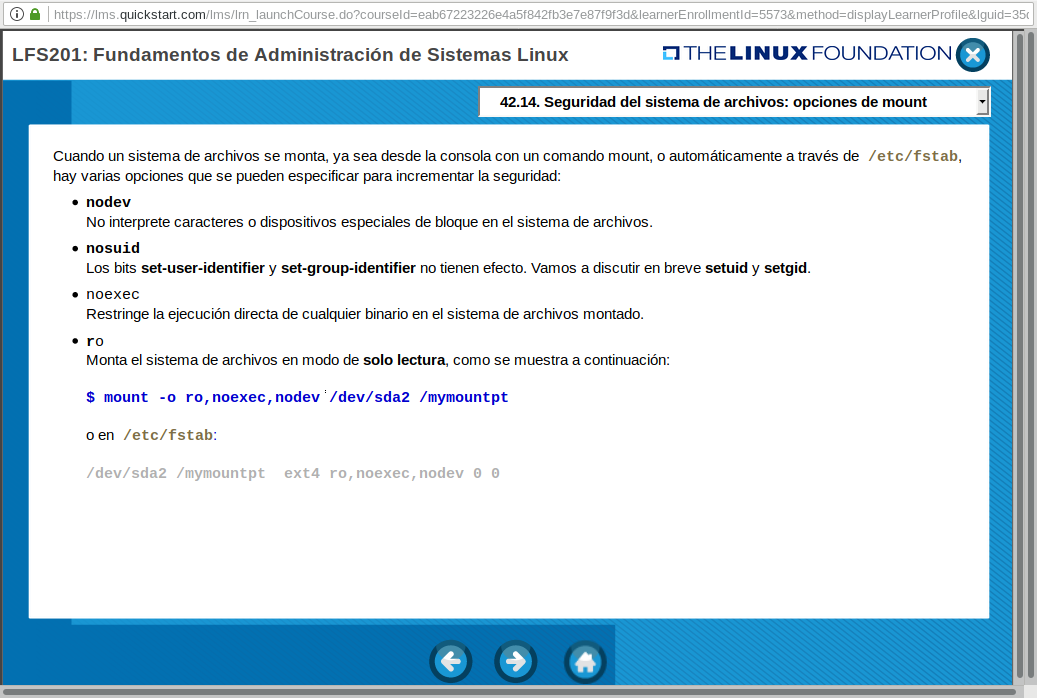 https://lms.quickstart.com/lms/lrn_launchCourse.do?courseId=eab67223226e4a5f842fb3e7e87f9f3d&learnerEnrollmentId=5573&method=displayLearnerProfile&lguid=35c
LFS201: Fundamentos de Administración de Sistemas Linux
THE LINUX FOUNDATION
42.14. Seguridad del sistema de archivos: opciones de mount
Cuando un sistema de archivos se monta, ya sea desde la consola con un comando mount, o automáticamente a través de /etc/fstab,
hay varias opciones que se pueden especificar para incrementar la seguridad:
• nodev
No interprete caracteres o dispositivos especiales de bloque en el sistema de archivos.
• nosuid
Los bits set-user-identifier y set-group-identifier no tienen efecto. Vamos a discutir en breve setuid y setgid.
• noexec
Restringe la ejecución directa de cualquier binario en el sistema de archivos montado.
• ro
Monta el sistema de archivos en modo de solo lectura, como se muestra a continuación:
$ mount -o ro,noexec,nodev /dev/sda2 /mymountpt
o en /etc/fstab:
/dev/sda2 /mymountpt  ext4 ro,noexec,nodev 0 0